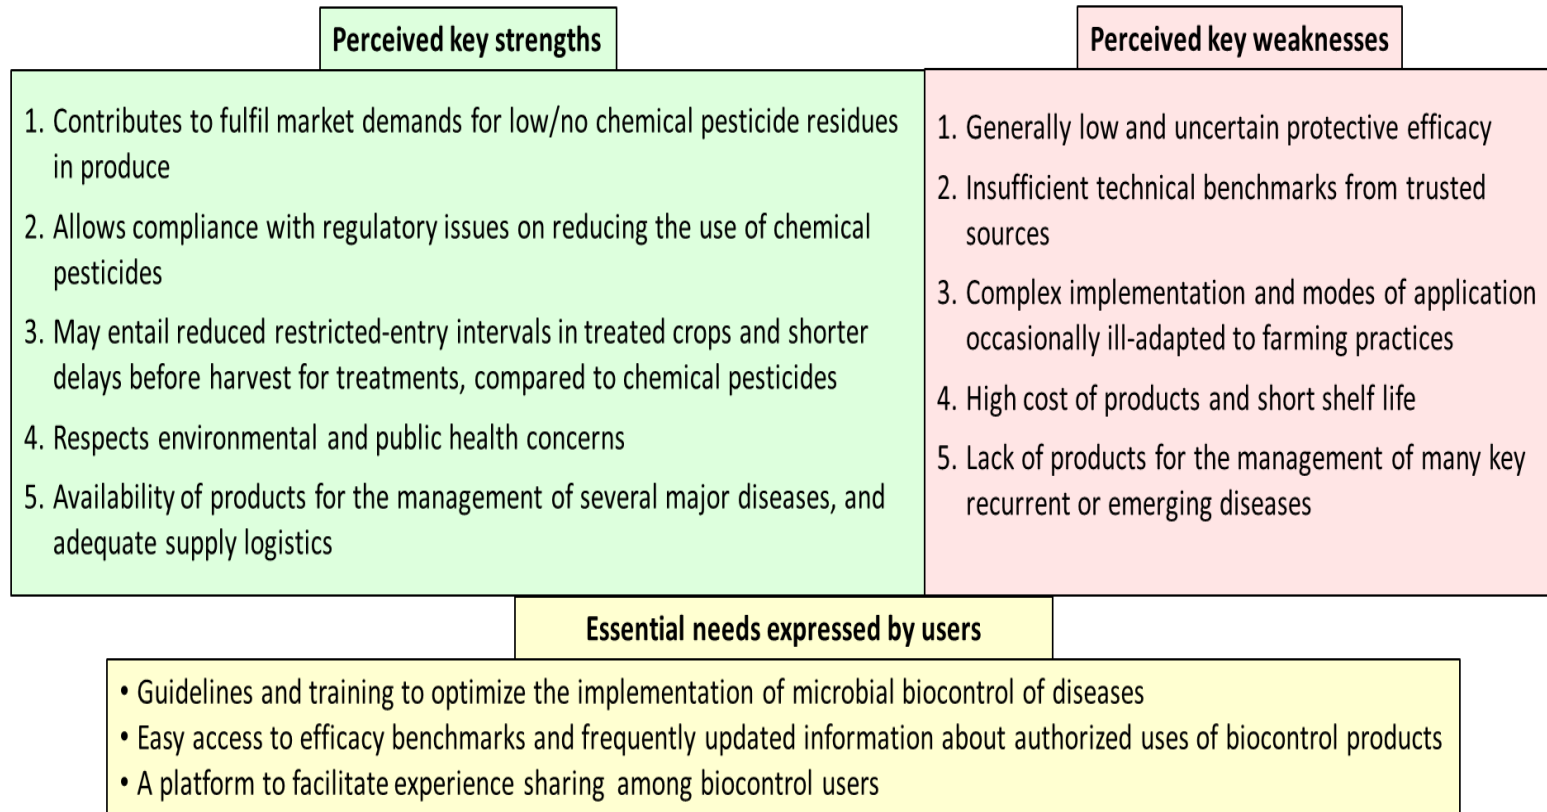 Perceived key strengths
1. Contributes to fulfil market demands for low/no chemical pesticide residues
in produce
2. Allows compliance with regulatory issues on reducing the use of chemical
pesticides
3. May entail reduced restricted-entry intervals in treated crops and shorter
delays before harvest for treatments, compared to chemical pesticides
4. Respects environmental and public health concerns
5. Availability of products for the management of several major diseases, and
adequate supply logistics
Perceived key weaknesses
1. Generally low and uncertain protective efficacy
2. Insufficient technical benchmarks from trusted
sources
3. Complex implementation and modes of application
occasionally ill-adapted to farming practices
4. High cost of products and short shelf life
5. Lack of products for the management of many key
recurrent or emerging diseases
Essential needs expressed by users
• Guidelines and training to optimize the implementation of microbial biocontrol of diseases
• Easy access to efficacy benchmarks and frequently updated information about authorized uses of biocontrol products
• A platform to facilitate experience sharing among biocontrol users